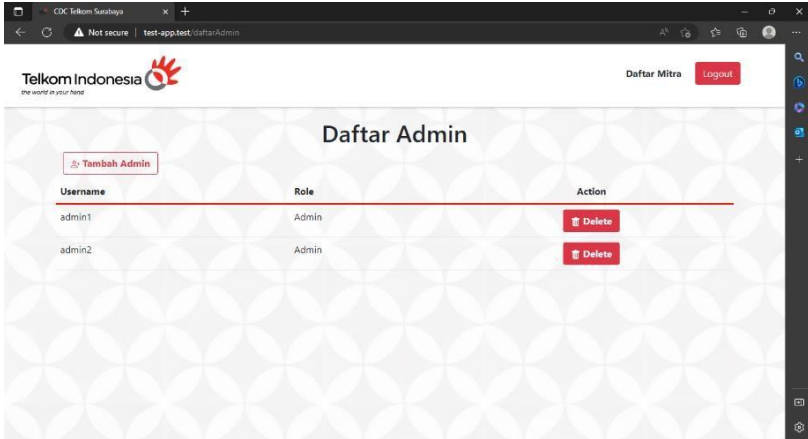 CDC Telkom Surabaya
Not secure | test-app.test/daftarAdmin
Telkom Indonesia
the world in your hand
Daftar Mitra
Logout
Daftar Admin
Tambah Admin
Username Role Action
admin1 Admin Delete
admin2 Admin Delete